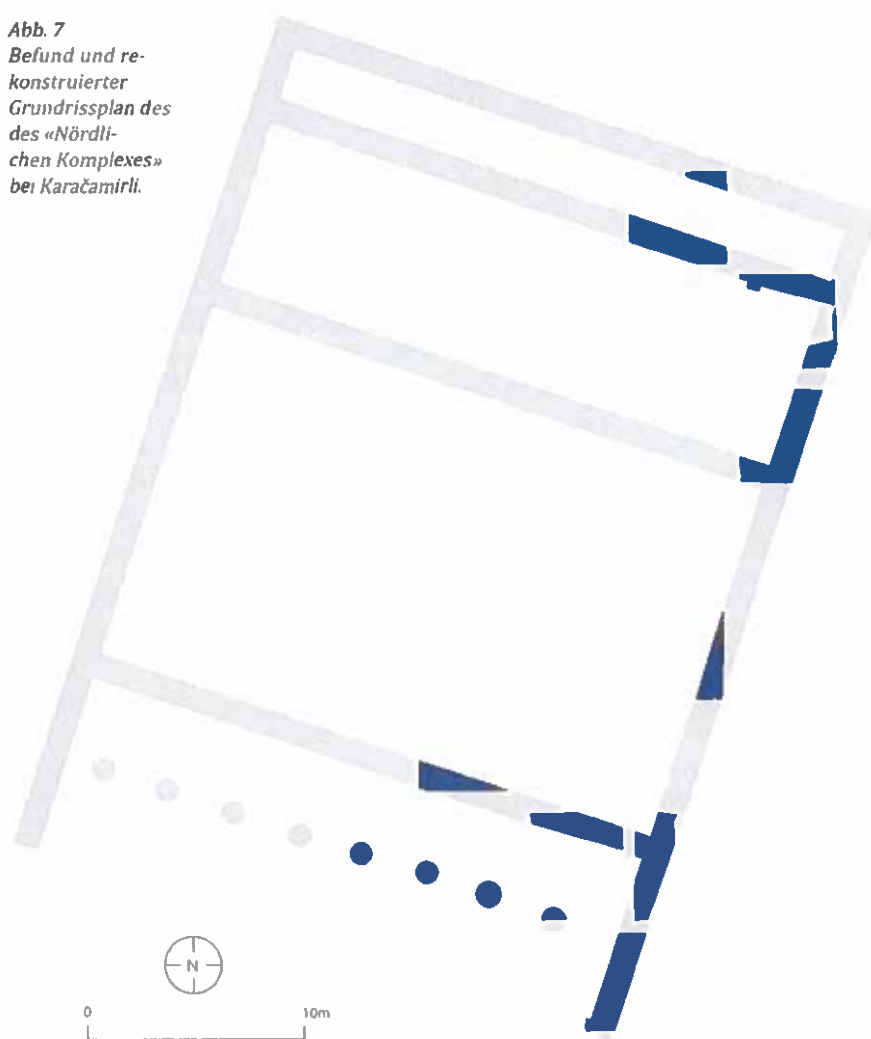 Abb. 7
Befund und re-
konstruierter
Grundrissplan des
des «Nördli-
chen Komplexes»
bei Karačamirli.
N
0 10m